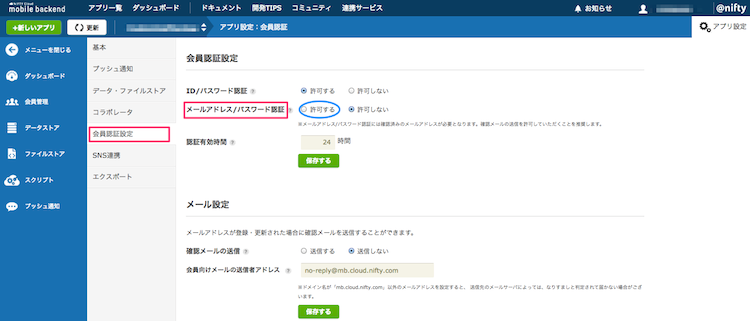 NIFTY Cloud
mobile backend
アプリ一覧 ダッシュボード ドキュメント 開発TIPS コミュニティ 連携サービス
お知らせ
@nifty
+新しいアプリ
更新
アプリ設定:会員認証
アプリ設定
メニューを閉じる
ダッシュボード
会員管理
データストア
ファイルストア
スクリプト
プッシュ通知
基本
プッシュ通知
データ・ファイルストア
コラボレータ
会員認証設定
SNS連携
エクスポート
会員認証設定
ID/パスワード認証 ? 許可する 許可しない
メールアドレス/パスワード認証 ? 許可する 許可しない
※メールアドレス/パスワード認証には確認済みのメールアドレスが必要となります。確認メールの送信を許可していただくことを推奨します。
認証有効時間 ? 24 時間
保存する
メール設定
メールアドレスが登録・更新された場合に確認メールを送信することができます。
確認メールの送信 ? 送信する 送信しない
会員向けメールの送信者アドレス ? no-reply@mb.cloud.nifty.com
※ドメイン名が「mb.cloud.nifty.com」以外のメールアドレスを設定すると、 送信先のメールサーバによっては、なりすましと判定されて届かない場合がござ
います。
保存する